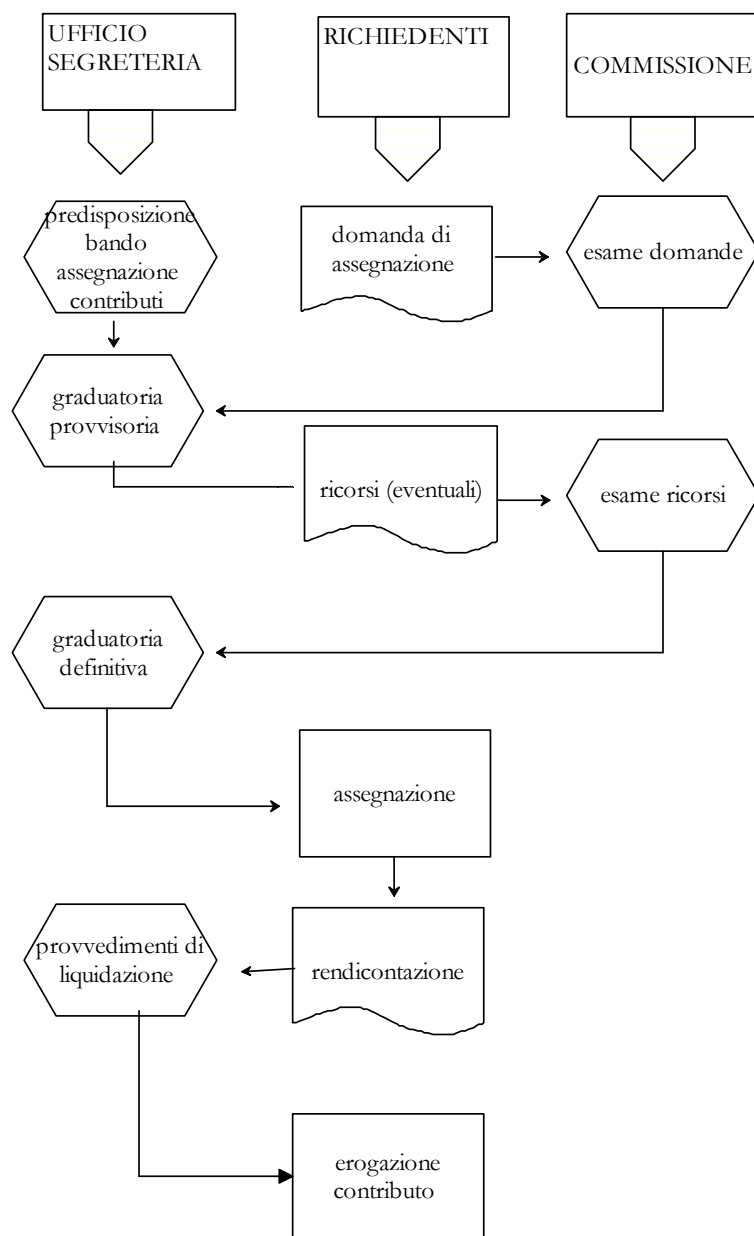 UFFICIO
SEGRETERIA
RICHIEDENTI
COMMISSIONE
predisposizione
bando
assegnazione
contributi
domanda di
assegnazione
esame domande
graduatoria
provvisoria
ricorsi (eventuali)
esame ricorsi
graduatoria
definitiva
assegnazione
provvedimenti di
liquidazione
rendicontazione
erogazione
contributo